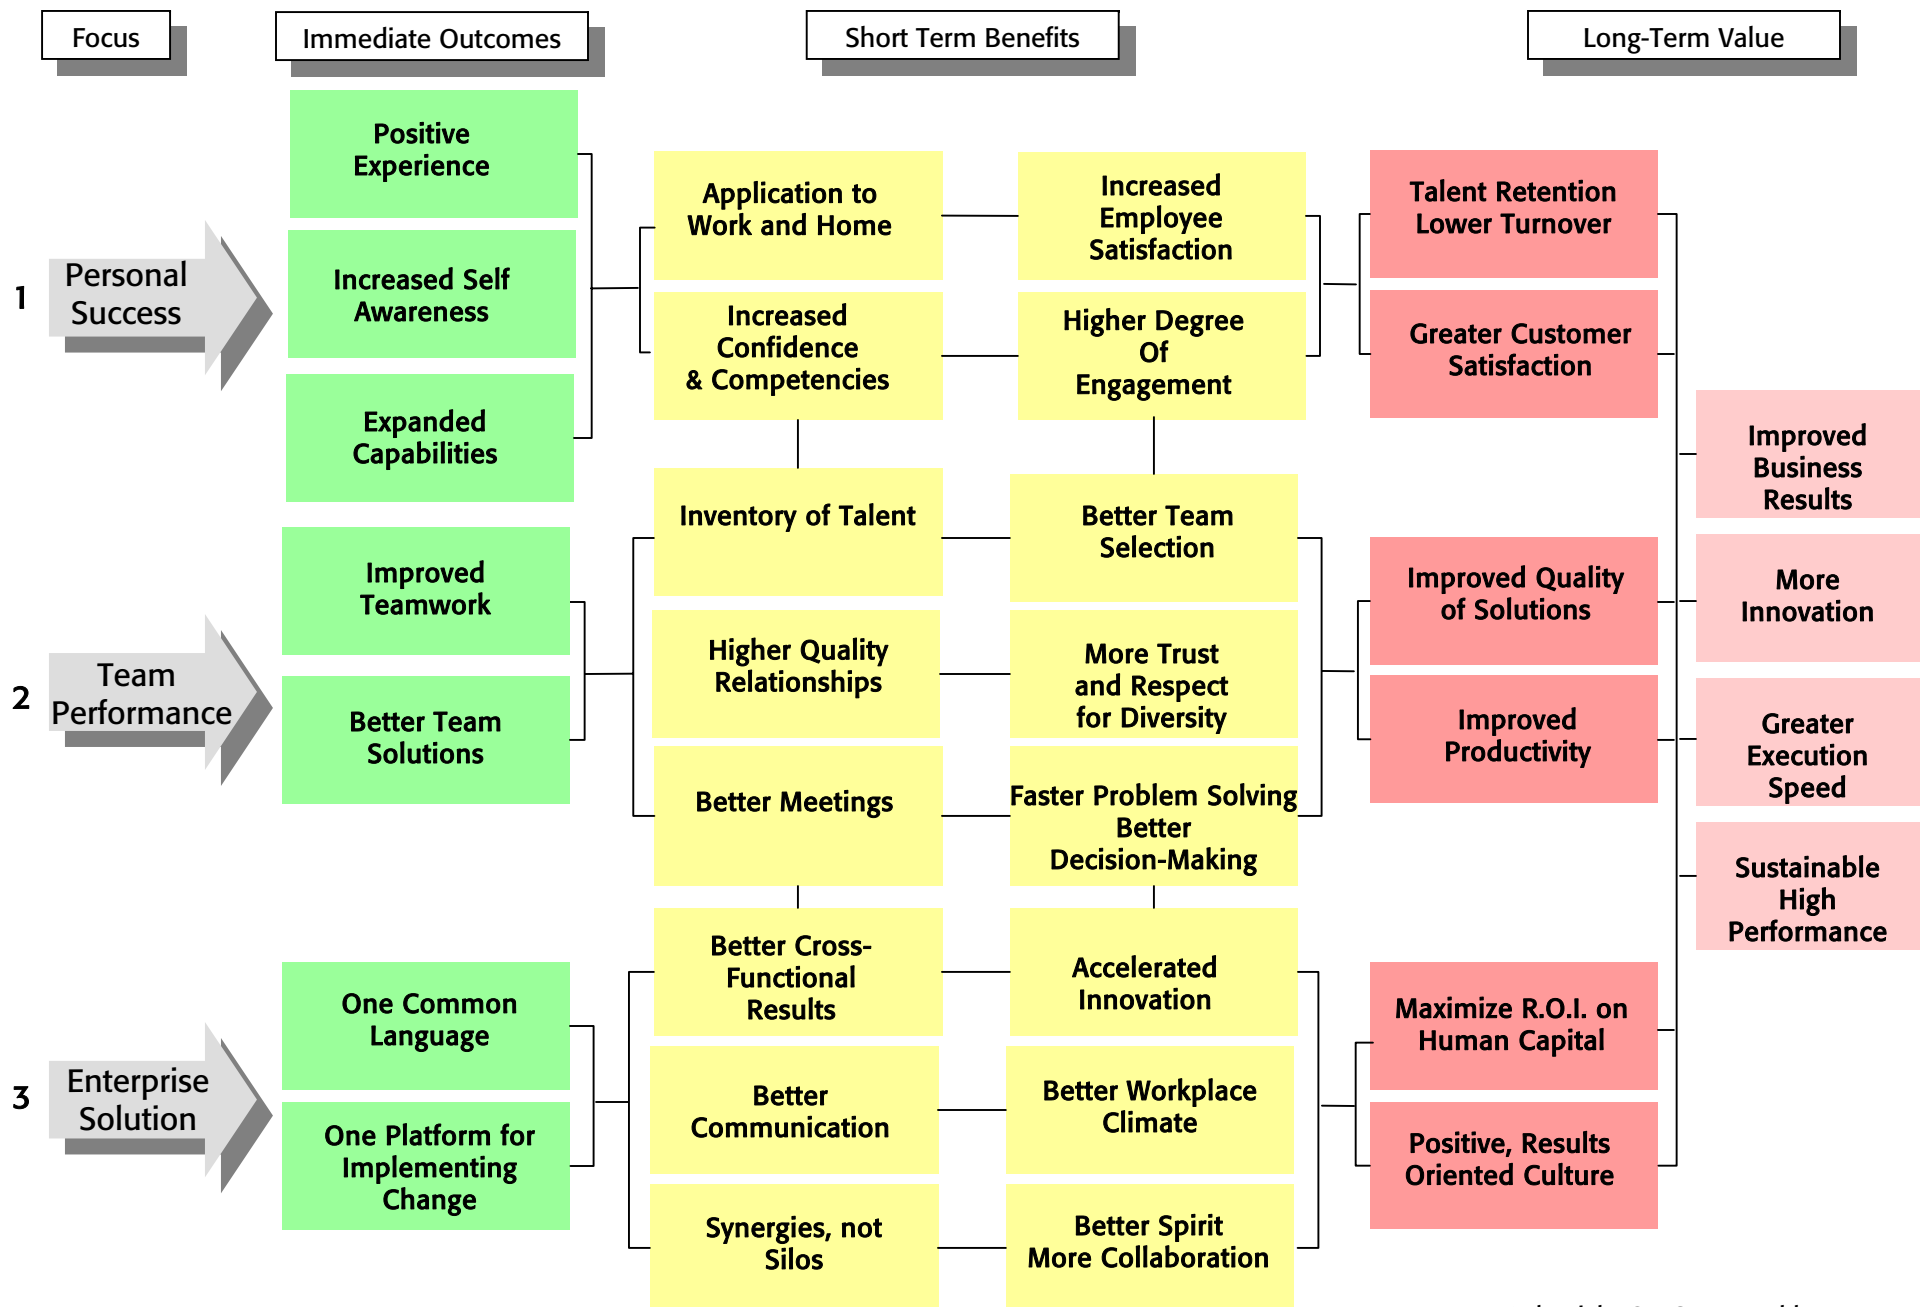 Focus
Immediate Outcomes
Short Term Benefits
Long-Term Value
1
Personal
Success
Positive
Experience
Increased Self
Awareness
Expanded
Capabilities
Application to
Work and Home
Increased
Confidence
& Competencies
Increased
Employee
Satisfaction
Higher Degree
Of
Engagement
Talent Retention
Lower Turnover
Greater Customer
Satisfaction
2
Team
Performance
Improved
Teamwork
Better Team
Solutions
Inventory of Talent
Higher Quality
Relationships
Better Meetings
Better Team
Selection
More Trust
and Respect
for Diversity
Faster Problem Solving
Better
Decision-Making
Improved Quality
of Solutions
Improved
Productivity
3
Enterprise
Solution
One Common
Language
One Platform for
Implementing
Change
Better Cross-
Functional
Results
Better
Communication
Synergies, not
Silos
Accelerated
Innovation
Better Workplace
Climate
Better Spirit
More Collaboration
Maximize R.O.I. on
Human Capital
Positive, Results
Oriented Culture
Improved
Business
Results
More
Innovation
Greater
Execution
Speed
Sustainable
High
Performance